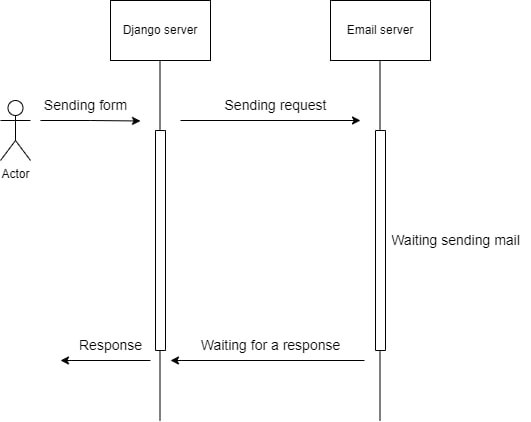 Django server
Email server
Sending form
Sending request
Actor
Waiting sending mail
Response
Waiting for a response